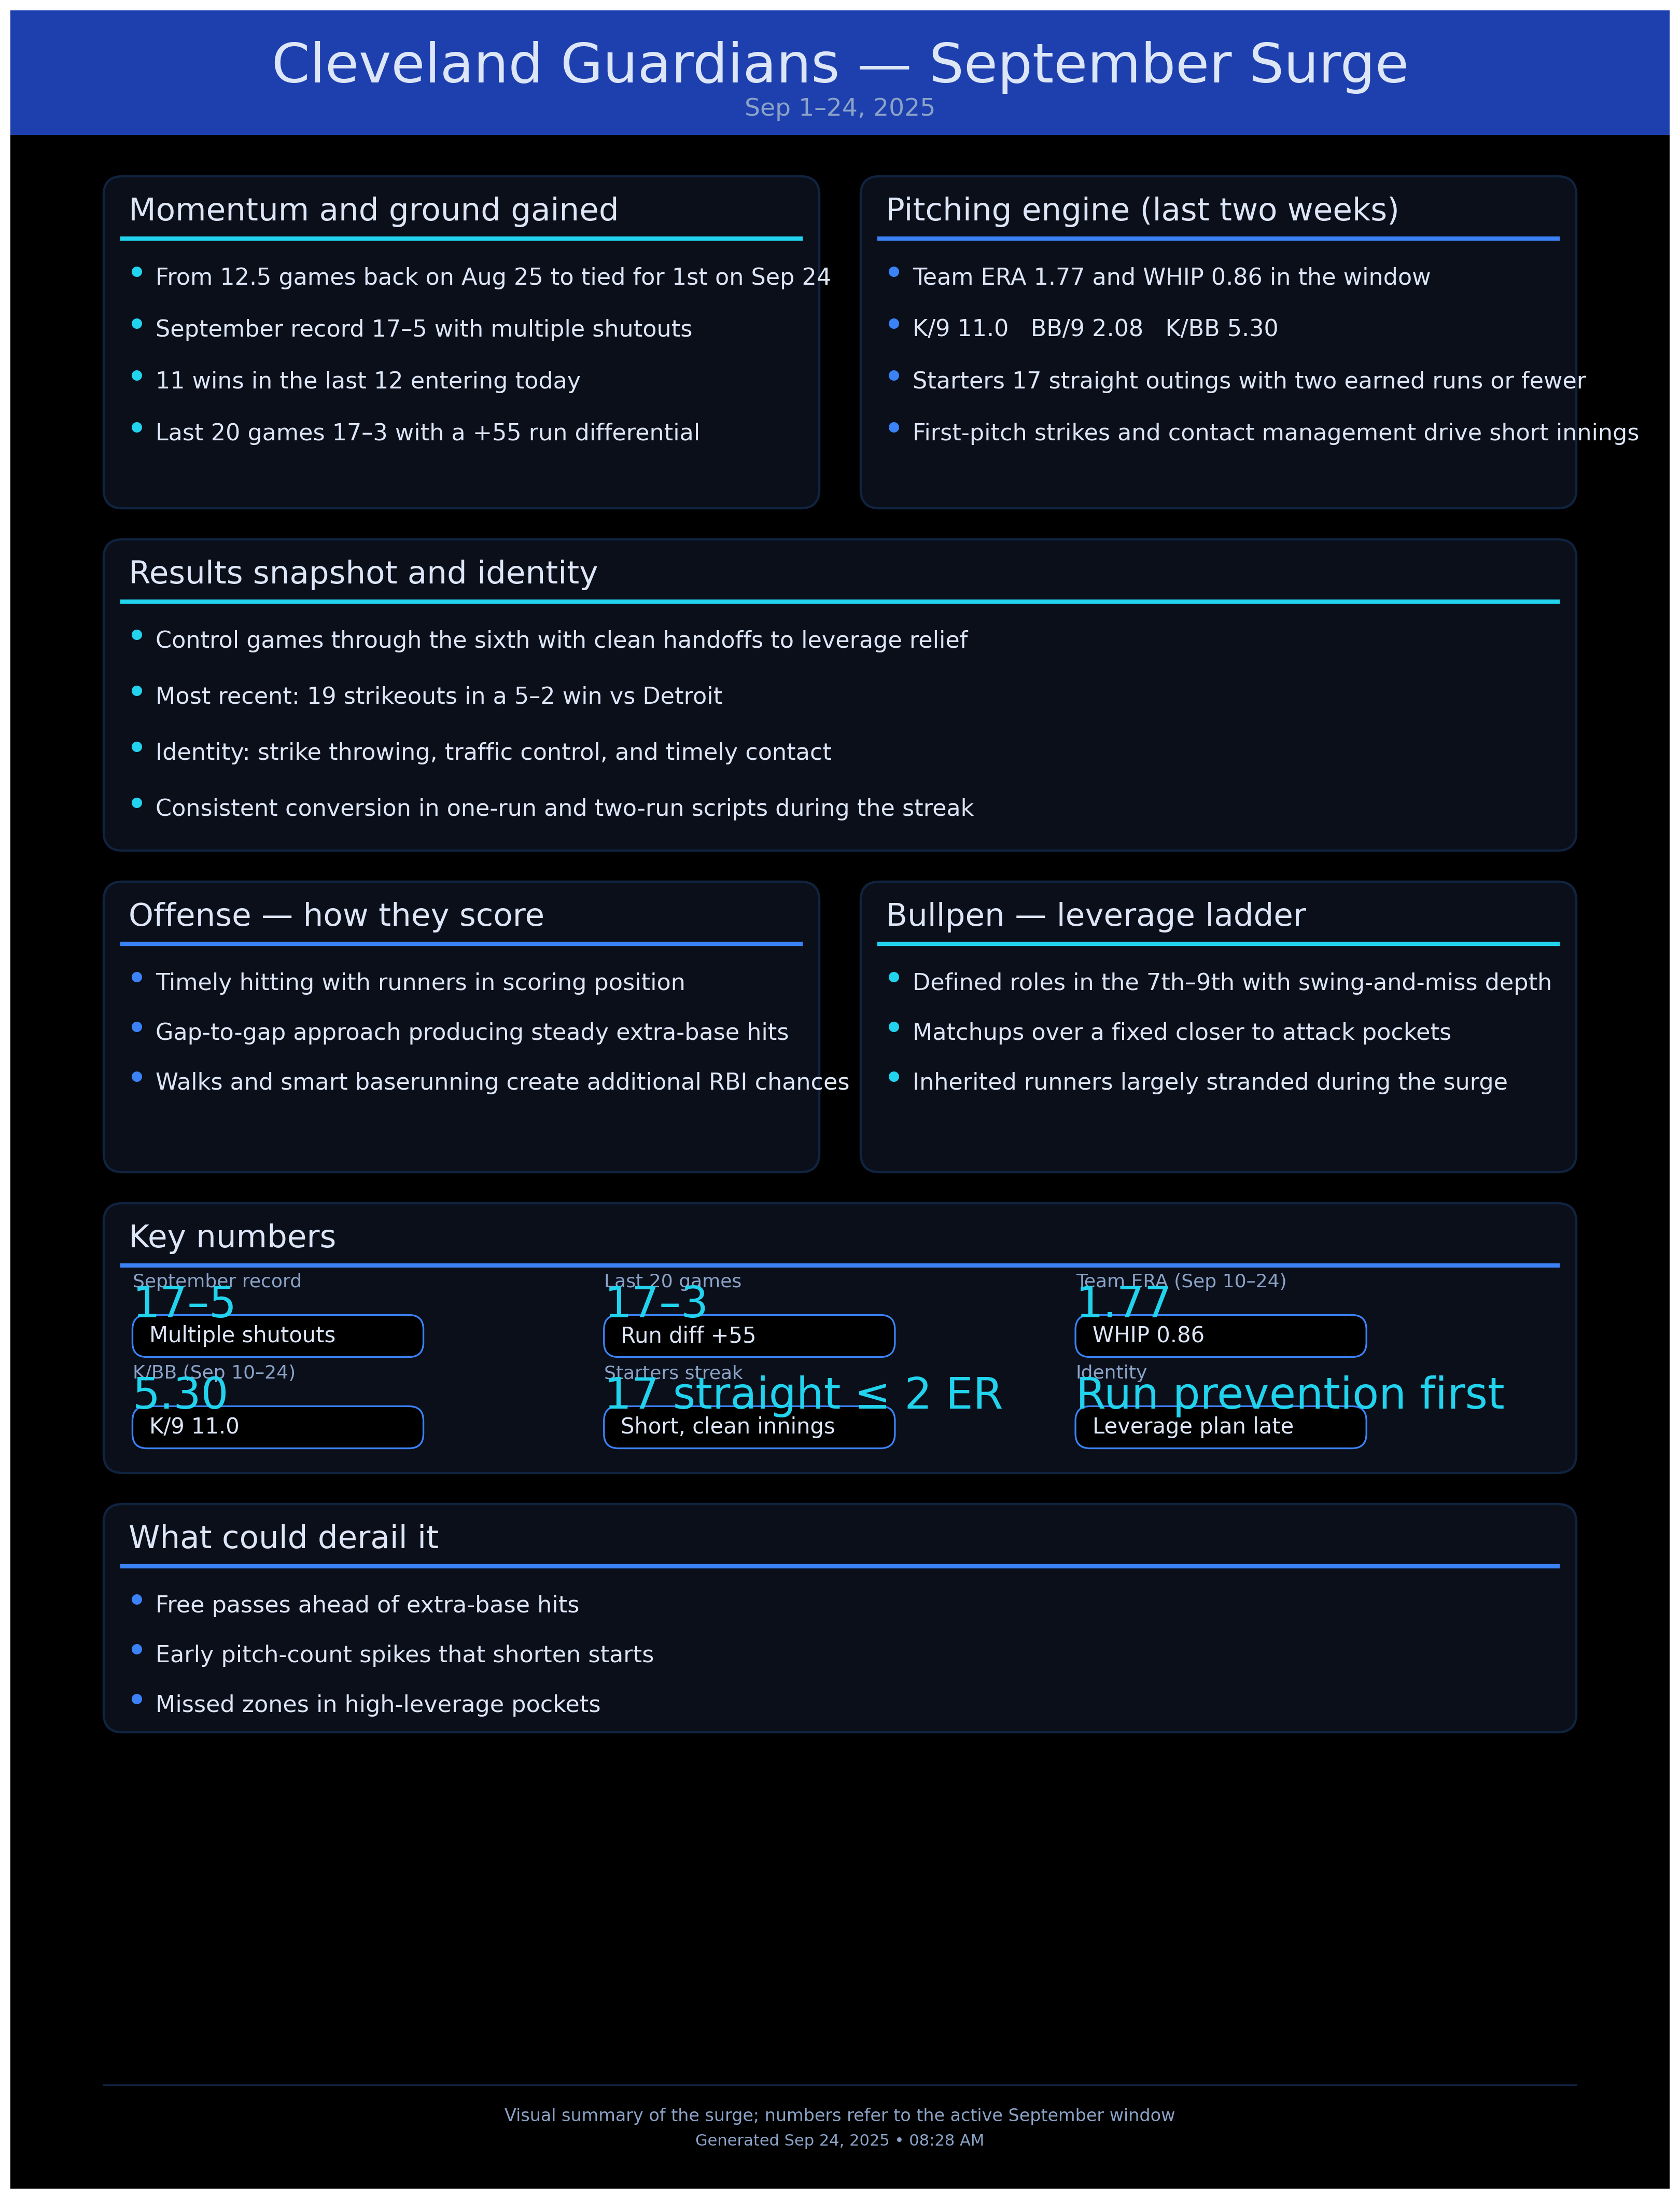 Cleveland Guardians — September Surge
Sep 1–24, 2025
Momentum and ground gained
From 12.5 games back on Aug 25 to tied for 1st on Sep 24
September record 17–5 with multiple shutouts
11 wins in the last 12 entering today
Last 20 games 17–3 with a +55 run differential
Pitching engine (last two weeks)
Team ERA 1.77 and WHIP 0.86 in the window
K/9 11.0   BB/9 2.08   K/BB 5.30
Starters 17 straight outings with two earned runs or fewer
First-pitch strikes and contact management drive short innings
Results snapshot and identity
Control games through the sixth with clean handoffs to leverage relief
Most recent: 19 strikeouts in a 5–2 win vs Detroit
Identity: strike throwing, traffic control, and timely contact
Consistent conversion in one-run and two-run scripts during the streak
Offense — how they score
Timely hitting with runners in scoring position
Gap-to-gap approach producing steady extra-base hits
Walks and smart baserunning create additional RBI chances
Bullpen — leverage ladder
Defined roles in the 7th–9th with swing-and-miss depth
Matchups over a fixed closer to attack pockets
Inherited runners largely stranded during the surge
Key numbers
September record
17–5
Multiple shutouts
Last 20 games
17–3
Run diff +55
Team ERA (Sep 10–24)
1.77
WHIP 0.86
K/BB (Sep 10–24)
5.30
K/9 11.0
Starters streak
17 straight ≤ 2 ER
Short, clean innings
Identity
Run prevention first
Leverage plan late
What could derail it
Free passes ahead of extra-base hits
Early pitch-count spikes that shorten starts
Missed zones in high-leverage pockets
Visual summary of the surge; numbers refer to the active September window
Generated Sep 24, 2025 • 08:28 AM